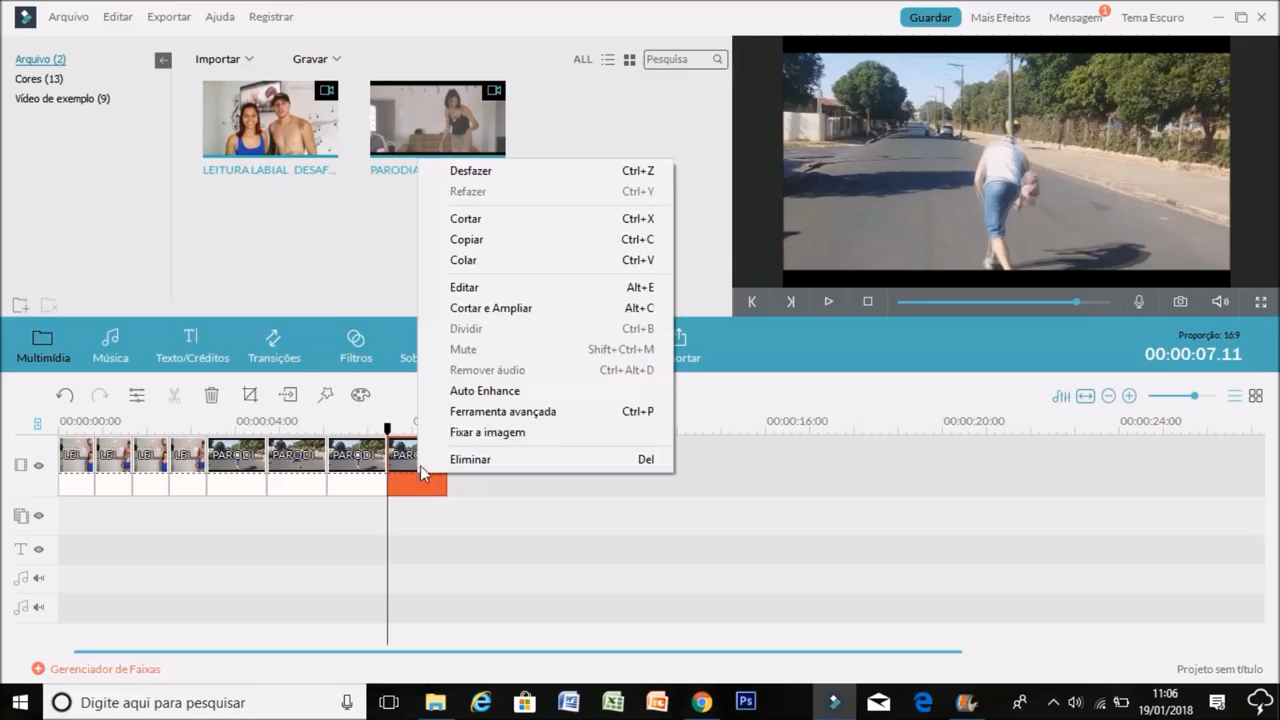 Arquivo Editar Exportar Ajuda Registrar Guardar Mais Efeitos Mensagem 1 Tema Escuro
Arquivo (2) Importar Gravar ALL Pesquisa
Cores (13)
Vídeo de exemplo (9)
LEITURA LABIAL DESAF... PARODIA
Desfazer Ctrl+Z
Refazer Ctrl+Y
Cortar Ctrl+X
Copiar Ctrl+C
Colar Ctrl+V
Editar Alt+E
Cortar e Ampliar Alt+C
Dividir Ctrl+B
Mute Shift+Ctrl+M
Remover áudio Ctrl+Alt+D
Auto Enhance
Ferramenta avançada Ctrl+P
Fixar a imagem
Eliminar Del
Multimídia Música Texto/Créditos Transições Filtros Sob ortar
Proporção: 16:9
00:00:07.11
00:00:00:00 00:00:04:00 00:00:16:00 00:00:20:00 00:00:24:00
LEI LEI LEI LEI PARODI PARODI PARODI PARO
Gerenciador de Faixas Projeto sem título
Digite aqui para pesquisar Ps 11:06
19/01/2018